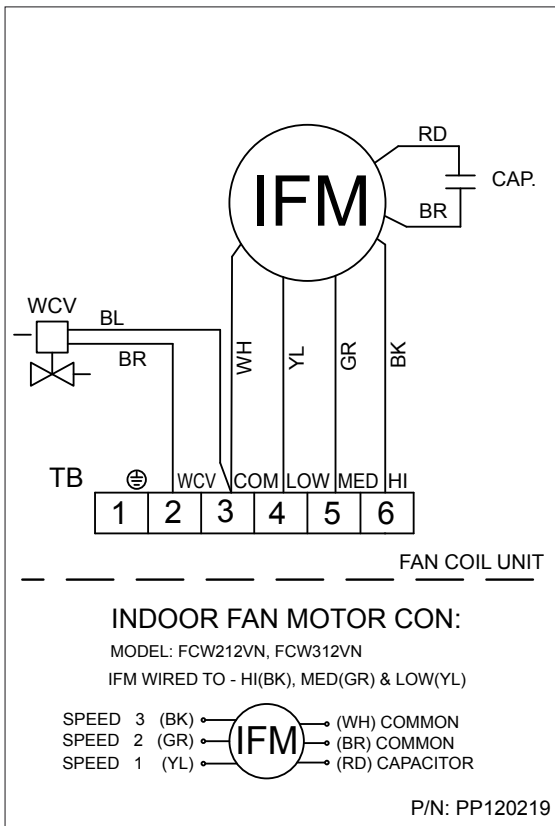 RD
IFM
CAP.
BR
WCV
BL
BR
WH
YL
GR
BK
TB WCV COM LOW MED HI
1 2 3 4 5 6
FAN COIL UNIT
INDOOR FAN MOTOR CON:
MODEL: FCW212VN, FCW312VN
IFM WIRED TO - HI(BK), MED(GR) & LOW(YL)
SPEED 3 (BK)
SPEED 2 (GR)
SPEED 1 (YL)
IFM
(WH) COMMON
(BR) COMMON
(RD) CAPACITOR
P/N: PP120219